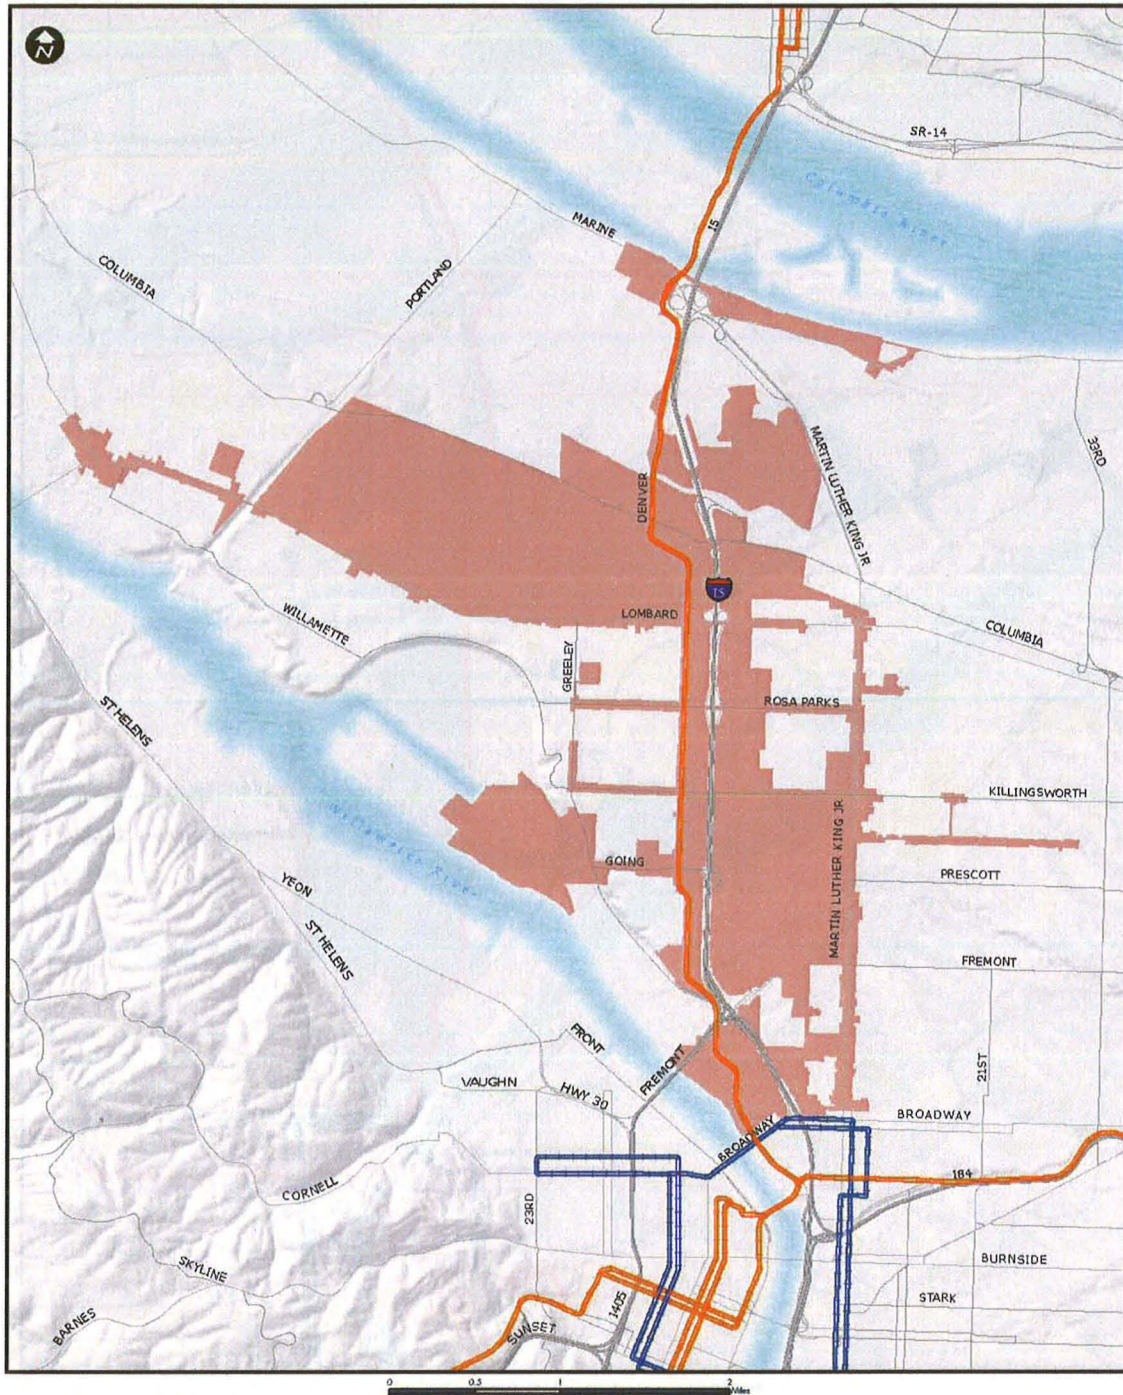 N
SR-14
Columbia River
15
MARINE
COLUMBIA
PORTLAND
33RD
MARTIN LUTHER KING JR
DENVER
15
LOMBARD
WILLAMETTE
COLUMBIA
GREELEY
ROSA PARKS
ST HELENS
KILLINGSWORTH
MARTIN LUTHER KING JR
Willamette River
GOING
PRESCOTT
YEON
ST HELENS
FREMONT
FRONT
FREMONT
21ST
VAUGHN
HWY 30
BROADWAY
BROADWAY
I84
CORNELL
23RD
BURNSIDE
SKYLINE
STARK
I405
BARNES
SUNSET
0 0.5 1 2
Miles